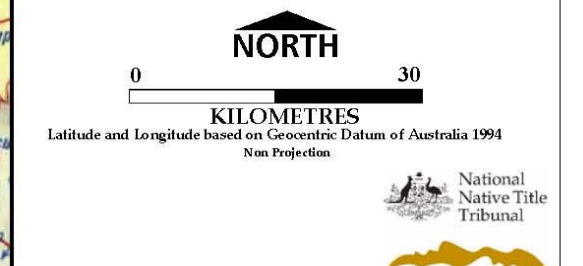 NORTH
0 30
KILOMETRES
Latitude and Longitude based on Geocentric Datum of Australia 1994
Non Projection
National
Native Title
Tribunal